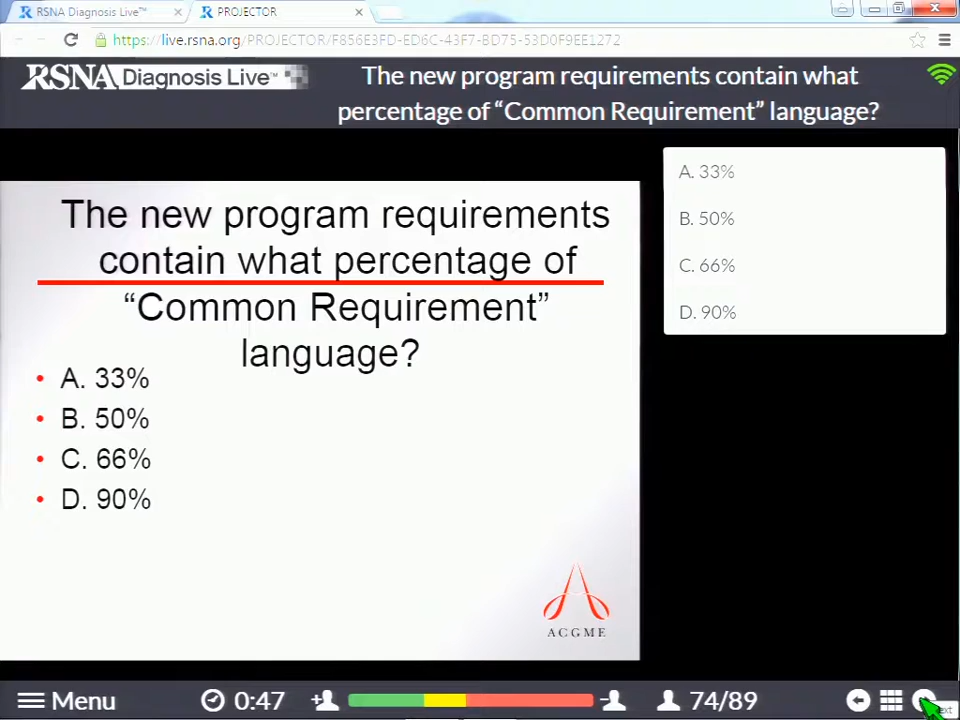 RSNA Diagnosis Live™
PROJECTOR
https://live.rsna.org/PROJECTOR/F856E3FD-ED6C-43F7-BD75-53D0F9EE1272
RSNA Diagnosis Live™
The new program requirements contain what
percentage of “Common Requirement” language?
A. 33%
B. 50%
C. 66%
D. 90%
The new program requirements
contain what percentage of
“Common Requirement”
language?
• A. 33%
• B. 50%
• C. 66%
• D. 90%
ACGME
Menu
0:47
74/89